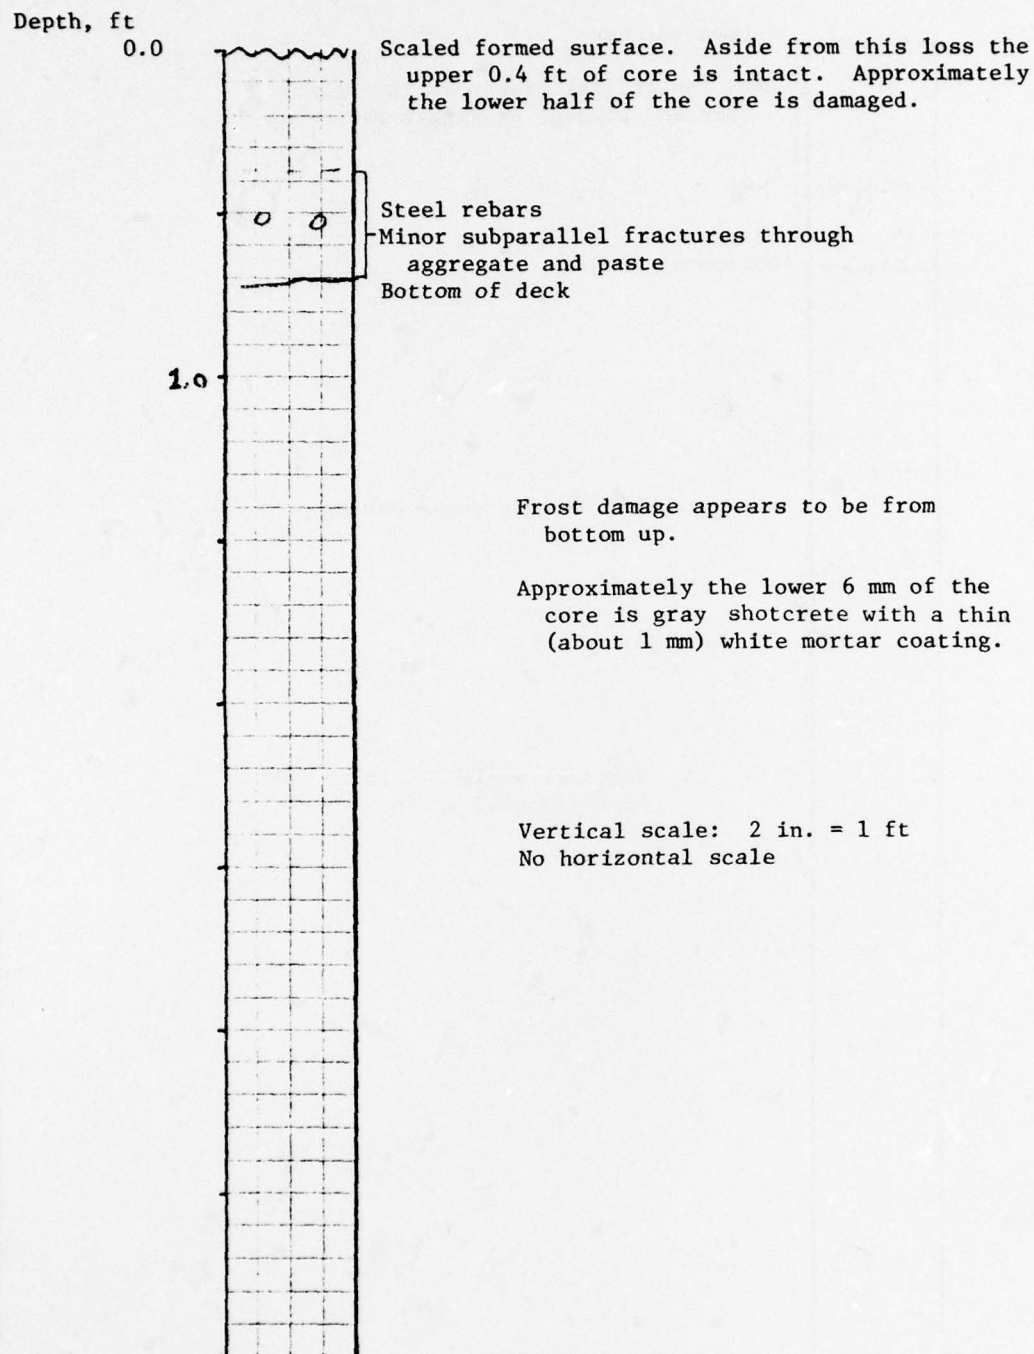 Depth, ft
0.0
Scaled formed surface. Aside from this loss the
upper 0.4 ft of core is intact. Approximately
the lower half of the core is damaged.
Steel rebars
Minor subparallel fractures through
aggregate and paste
Bottom of deck
1.0
Frost damage appears to be from
bottom up.
Approximately the lower 6 mm of the
core is gray shotcrete with a thin
(about 1 mm) white mortar coating.
Vertical scale: 2 in. = 1 ft
No horizontal scale